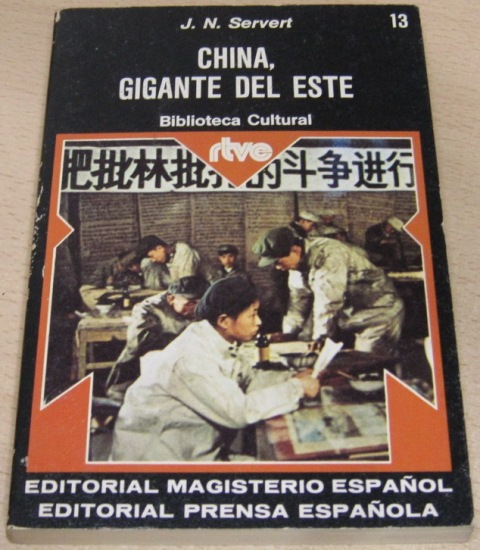 J. N. Servert
13
CHINA,
GIGANTE DEL ESTE
Biblioteca Cultural
rtve
把批林批 的斗争进行
EDITORIAL MAGISTERIO ESPAÑOL
EDITORIAL PRENSA ESPAÑOLA